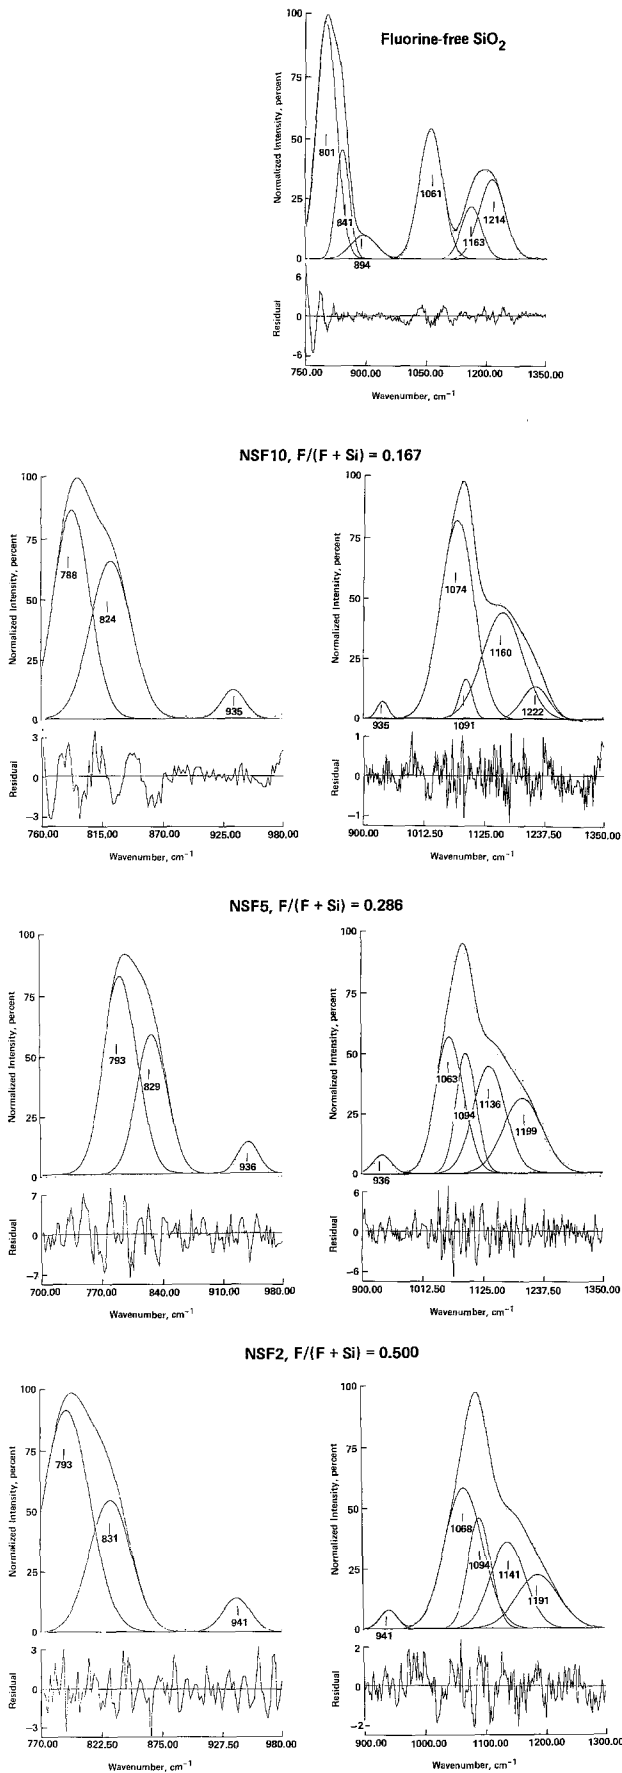 Fluorine-free SiO2
Normalized Intensity, percent
100
75
50
25
0
801
841
894
1061
1163
1214
Residual
6
0
−6
750.00 900.00 1050.00 1200.00 1350.00
Wavenumber, cm−1
NSF10, F/(F + Si) = 0.167
Normalized Intensity, percent
100
75
50
25
0
788
824
935
Residual
3
0
−3
760.00 815.00 870.00 925.00 980.00
Wavenumber, cm−1
Normalized Intensity, percent
100
75
50
25
0
1074
1160
935
1091
1222
Residual
1
0
−1
900.00 1012.50 1125.00 1237.50 1350.00
Wavenumber, cm−1
NSF5, F/(F + Si) = 0.286
Normalized Intensity, percent
100
75
50
25
0
793
829
936
Residual
7
0
−7
700.00 770.00 840.00 910.00 980.00
Wavenumber, cm−1
Normalized Intensity, percent
100
75
50
25
0
1063
1094
1136
1199
936
Residual
6
0
−6
900.00 1012.50 1125.00 1237.50 1350.00
Wavenumber, cm−1
NSF2, F/(F + Si) = 0.500
Normalized Intensity, percent
100
75
50
25
0
793
831
941
Residual
3
0
−3
770.00 822.50 875.00 927.50 980.00
Wavenumber, cm−1
Normalized Intensity, percent
100
75
50
25
0
1068
1094
1141
1191
941
Residual
2
0
−2
900.00 1000.00 1100.00 1200.00 1300.00
Wavenumber, cm−1